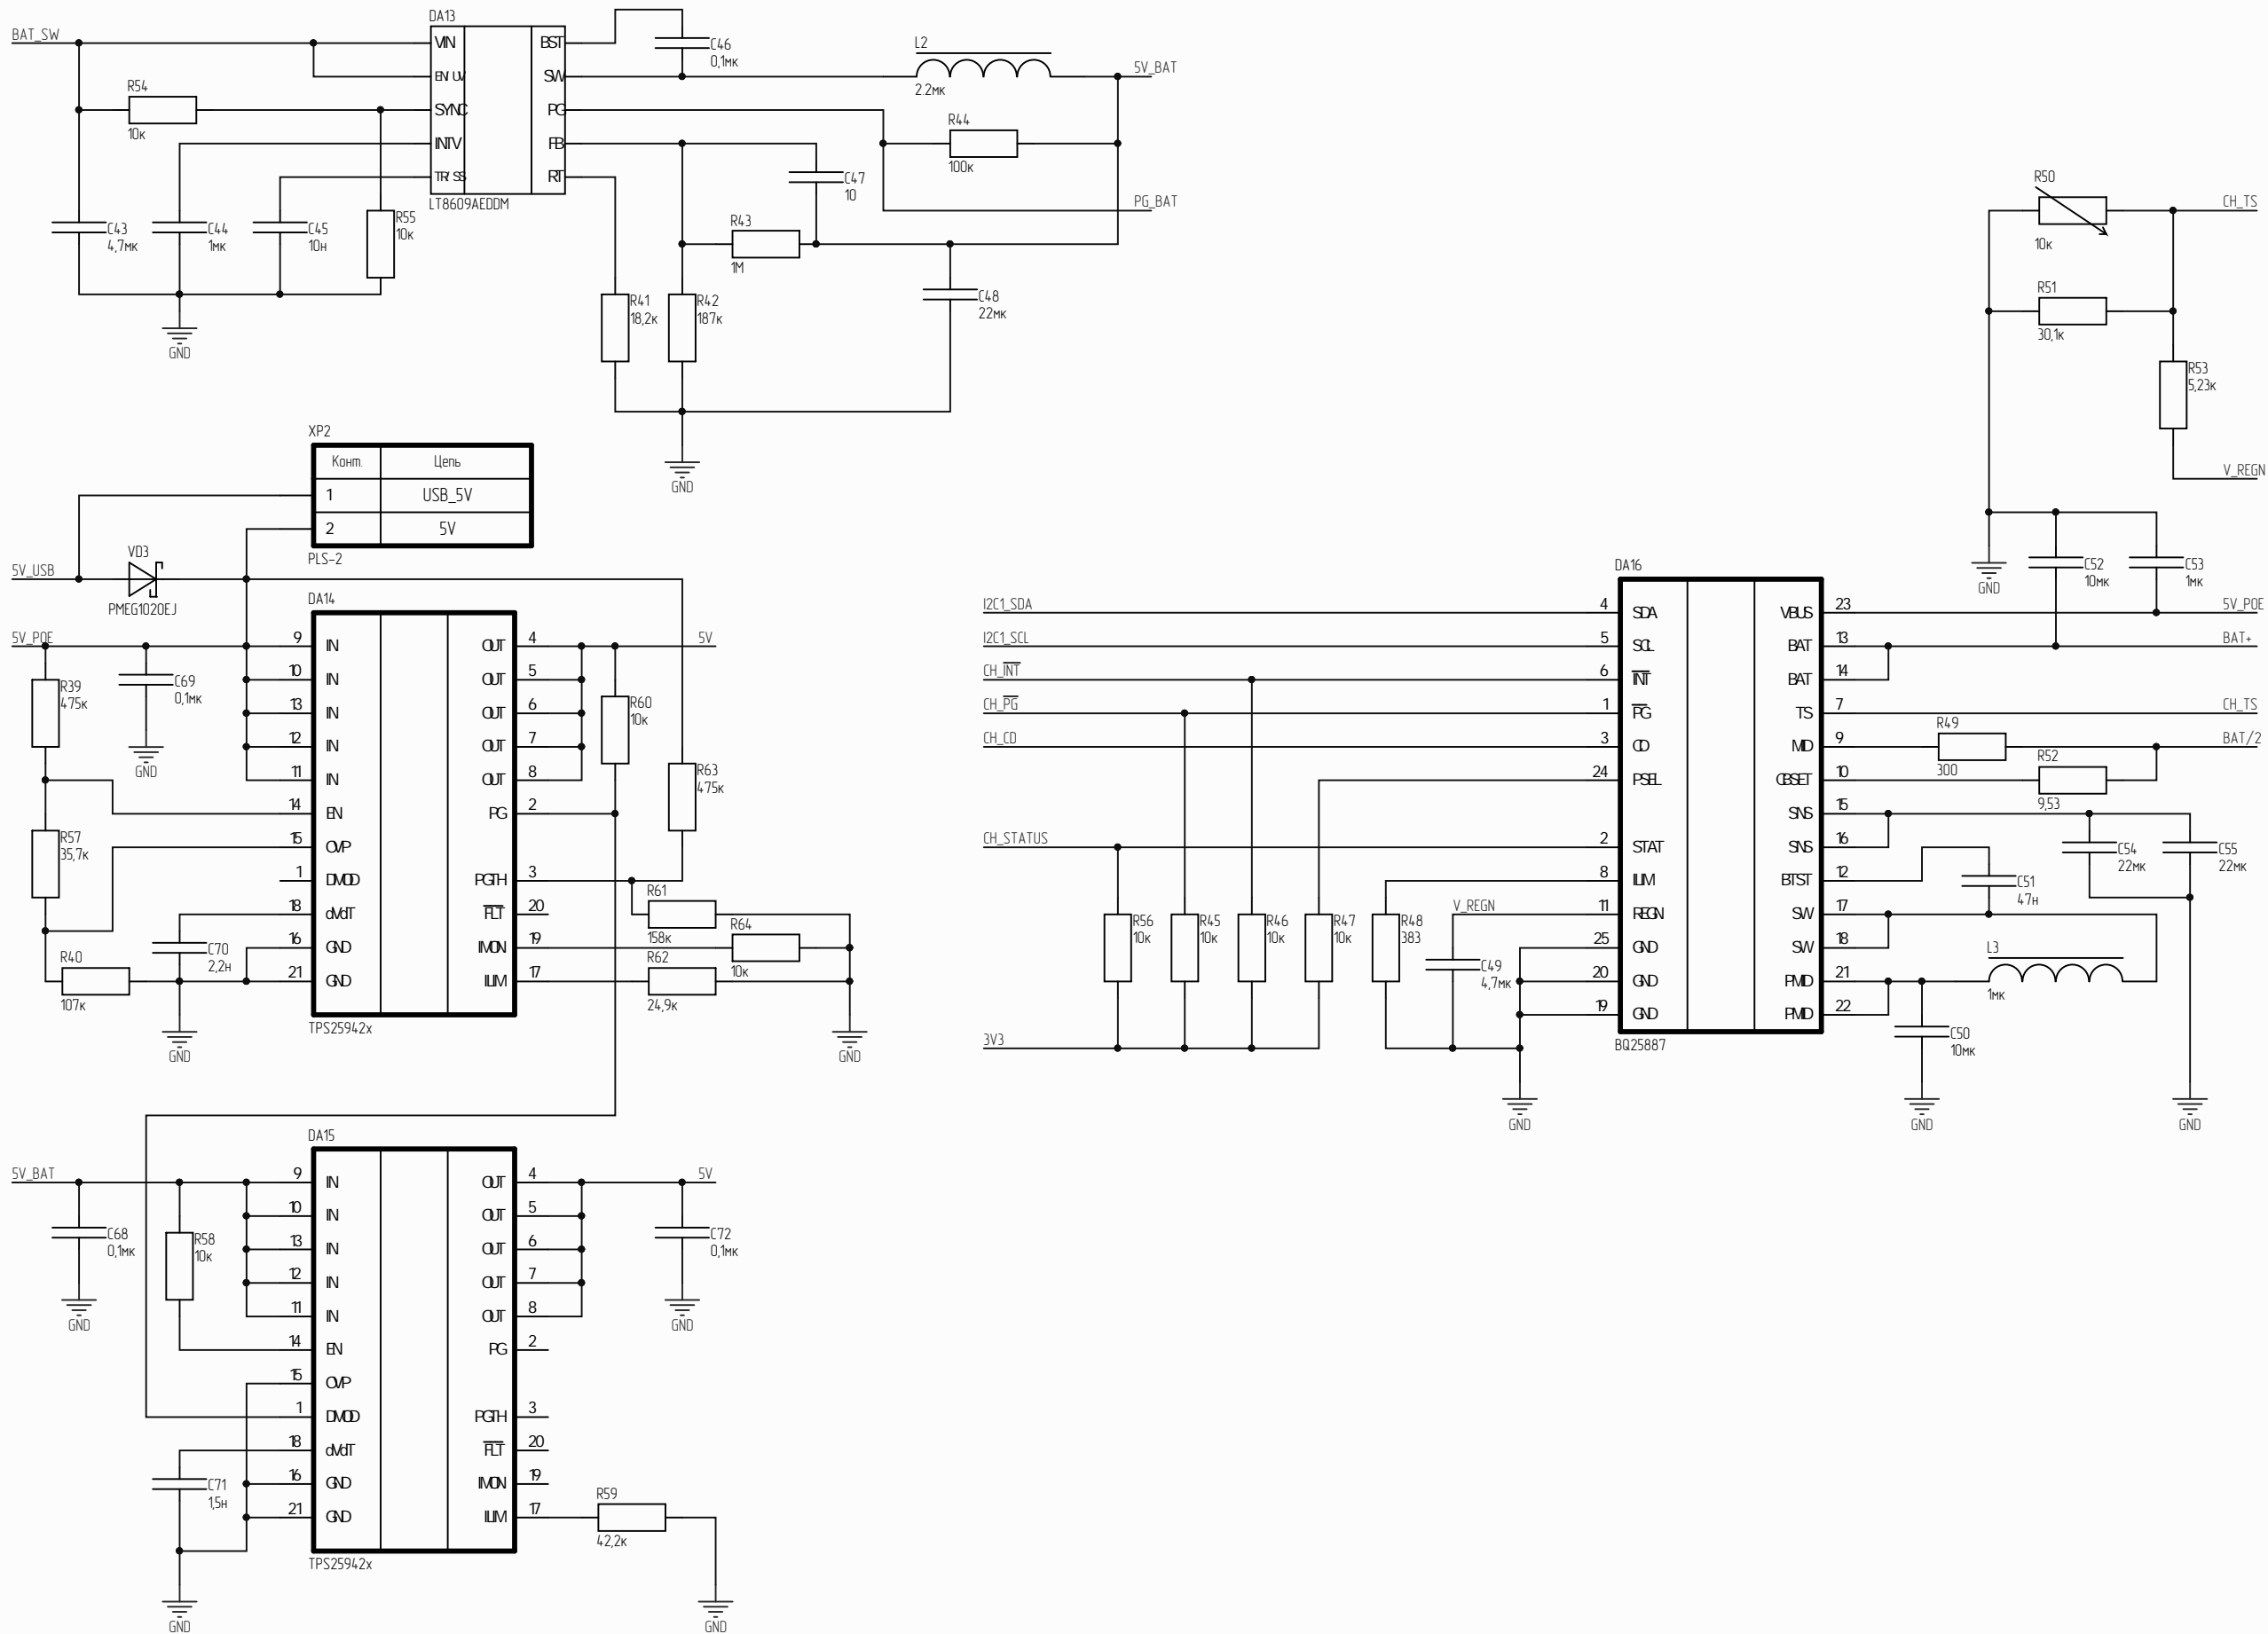 DA13
BAT_SW
VIN
BST
C46
0,1мк
L2
2.2мк
5V_BAT
EN UV
SW
R54
10к
SYNC
PG
R44
100к
INTV
FB
TR/SS
RT
C47
10
LT8609AEDDM
PG_BAT
C43
4,7мк
C44
1мк
C45
10н
R55
10к
R43
1М
GND
R41
18,2к
R42
187к
C48
22мк
GND
R50
10к
CH_TS
R51
30,1к
R53
5,23к
V_REGN
GND
C52
10мк
C53
1мк
XP2
Конт.
Цепь
1
USB_5V
2
5V
PLS-2
5V_USB
VD3
PMEG1020EJ
DA14
5V_POE
9
IN
OUT
4
5V
10
IN
OUT
5
13
IN
OUT
6
12
IN
OUT
7
11
IN
OUT
8
14
EN
PG
2
15
OVP
1
DMOD
PGTH
3
18
dVdT
FLT
20
16
GND
IMON
19
21
GND
ILIM
17
TPS25942x
R39
475к
C69
0,1мк
GND
R57
35,7к
R40
107к
C70
2,2н
GND
R60
10к
R63
475к
R61
158к
R64
10к
R62
24,9к
GND
DA15
5V_BAT
9
IN
OUT
4
5V
10
IN
OUT
5
13
IN
OUT
6
12
IN
OUT
7
11
IN
OUT
8
14
EN
PG
2
15
OVP
1
DMOD
PGTH
3
18
dVdT
FLT
20
16
GND
IMON
19
21
GND
ILIM
17
TPS25942x
C68
0,1мк
GND
R58
10к
C72
0,1мк
GND
C71
1,5н
GND
R59
42,2к
GND
DA16
I2C1_SDA
4
SDA
VBUS
23
5V_POE
I2C1_SCL
5
SCL
BAT
13
BAT+
CH_INT
6
INT
BAT
14
CH_PG
1
PG
TS
7
CH_TS
CH_CD
3
CD
MID
9
R49
300
BAT/2
24
PSEL
CBSET
10
R52
9,53
SNS
15
CH_STATUS
2
STAT
SNS
16
8
ILIM
BTST
12
V_REGN
11
REGN
SW
17
25
GND
SW
18
20
GND
PMID
21
19
GND
PMID
22
BQ25887
R56
10к
R45
10к
R46
10к
R47
10к
R48
383
C49
4,7мк
3V3
GND
C54
22мк
C55
22мк
C51
47н
L3
1мк
C50
10мк
GND
GND